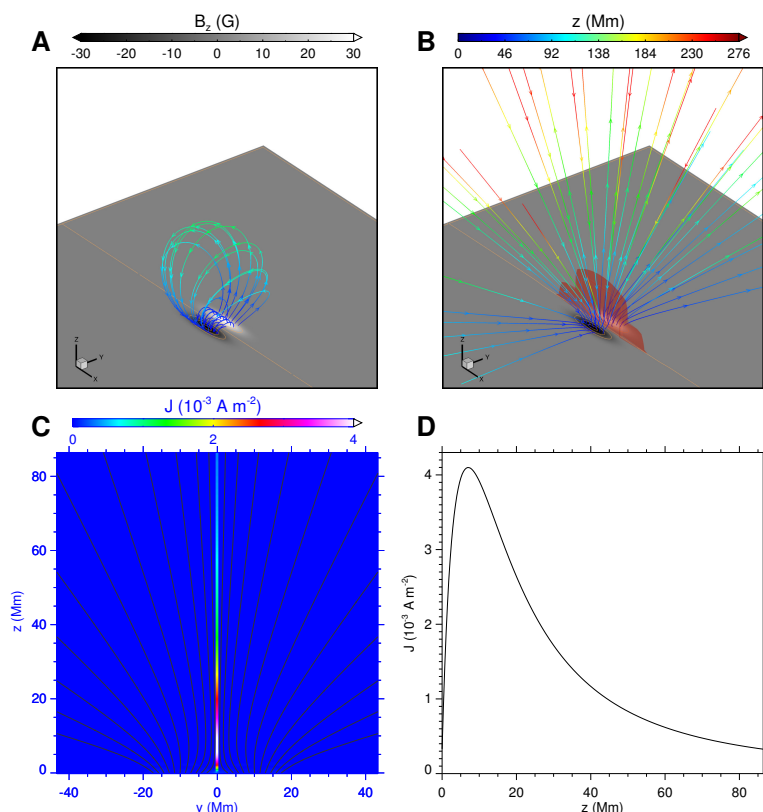 A
B_z (G)
-30 -20 -10 0 10 20 30
Z
Y
X
B
z (Mm)
0 46 92 138 184 230 276
Z
Y
X
C
J (10^-3 A m^-2)
0 2 4
80
60
40
20
0
z (Mm)
-40 -20 0 20 40
y (Mm)
D
4
3
2
1
0
J (10^-3 A m^-2)
0 20 40 60 80
z (Mm)